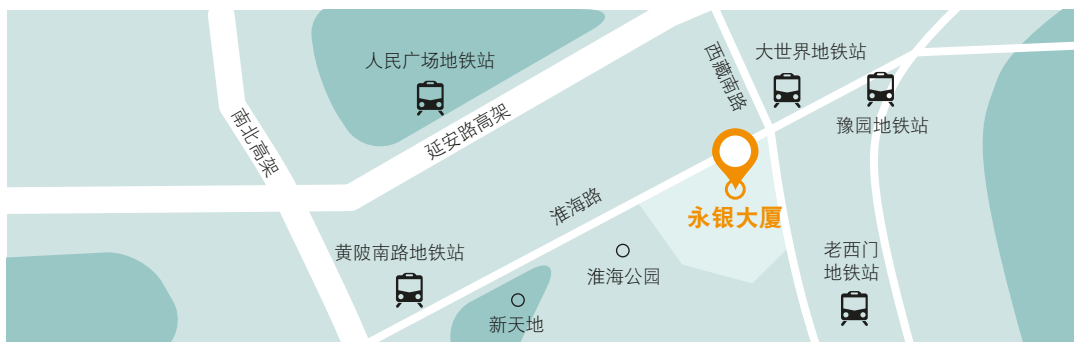 人民广场地铁站
大世界地铁站
西藏南路
豫园地铁站
南北高架
延安路高架
淮海路
永银大厦
黄陂南路地铁站
淮海公园
老西门
地铁站
新天地